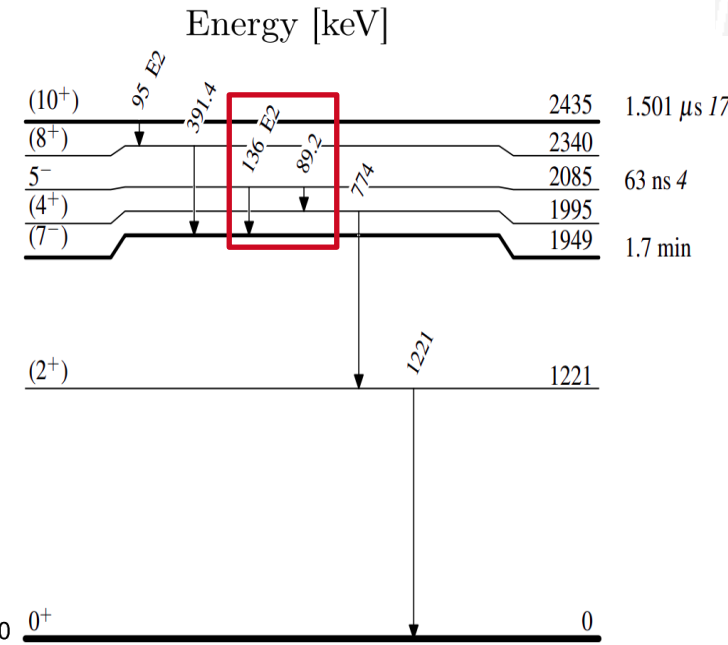 Energy [keV]
95 E2
(10⁺) 391.4 2435 1.501 μs 17
(8⁺) 136 E2 89.2 2340
5⁻ 774 2085 63 ns 4
(4⁺) 1995
(7⁻) 1949 1.7 min
1221
(2⁺) 1221
0 0⁺ 0